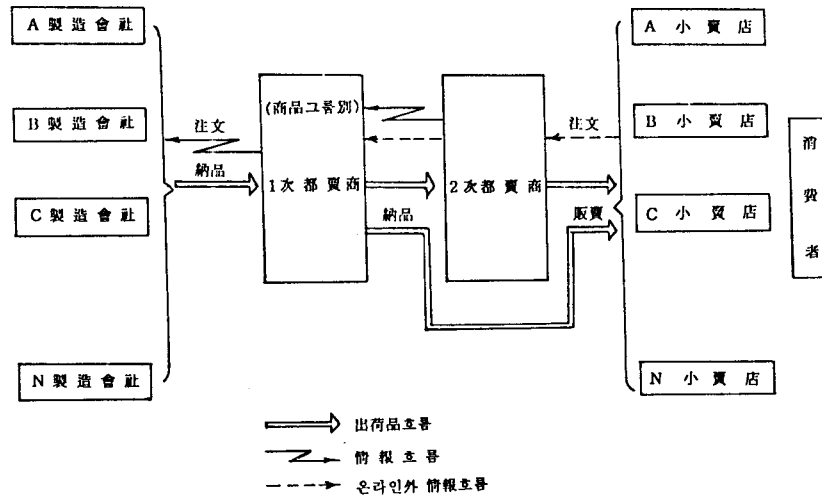 A 製造會社
B 製造會社
C 製造會社
N 製造會社
注文
納品
(商品그룹別)
1次都賣商
納品
2次都賣商
注文
販賣
A 小賣店
B 小賣店
C 小賣店
N 小賣店
消費者
出荷品흐름
情報흐름
온라인外 情報흐름